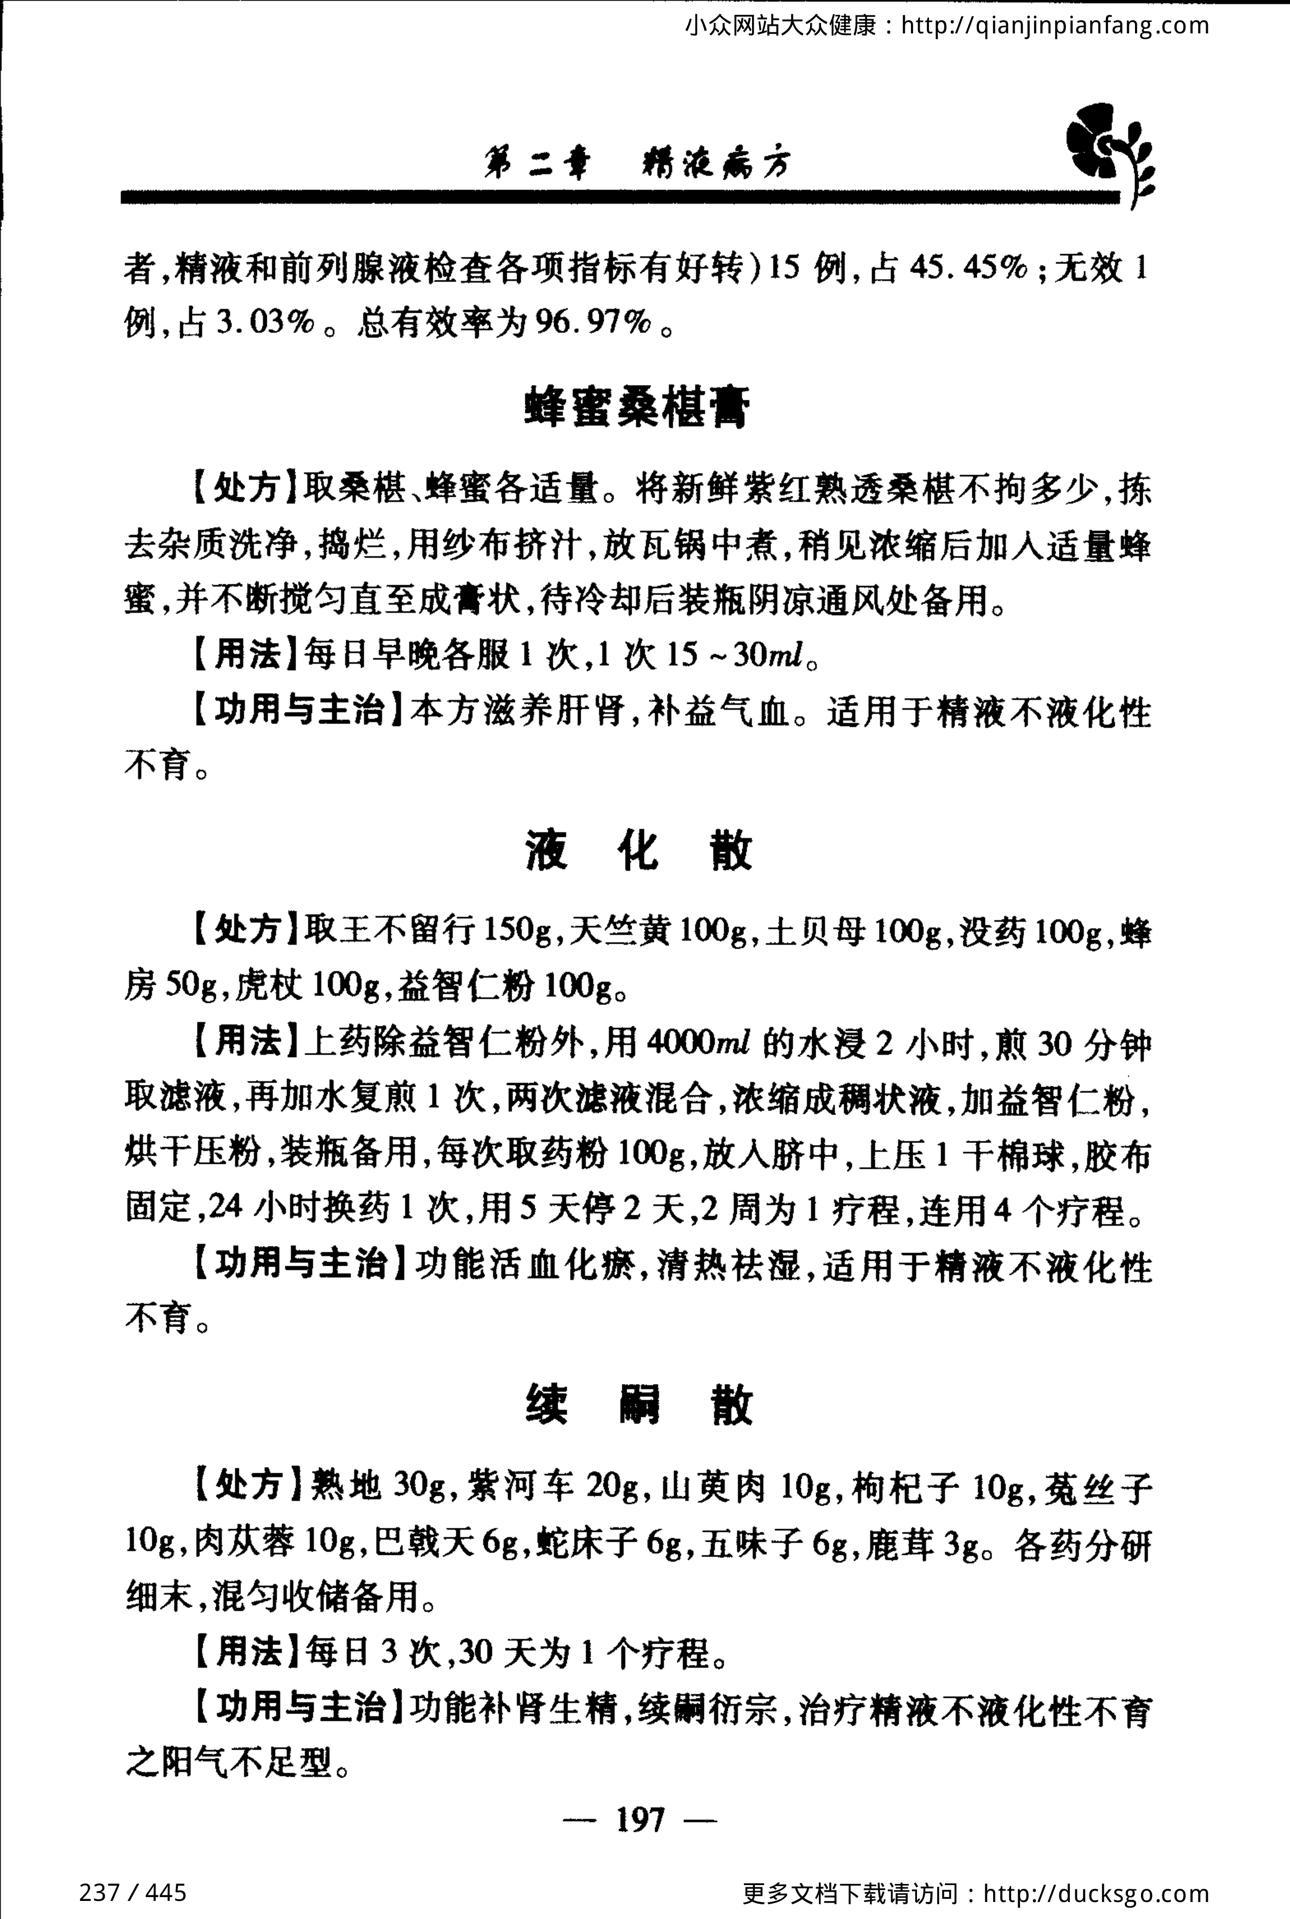 小众网站大众健康：http://qianjinpianfang.com
第二章 精液病方
者,精液和前列腺液检查各项指标有好转)15 例,占 45.45%;无效 1
例,占 3.03%。总有效率为 96.97%。
蜂蜜桑椹膏
【处方】取桑椹、蜂蜜各适量。将新鲜紫红熟透桑椹不拘多少,拣
去杂质洗净,捣烂,用纱布挤汁,放瓦锅中煮,稍见浓缩后加入适量蜂
蜜,并不断搅匀直至成膏状,待冷却后装瓶阴凉通风处备用。
【用法】每日早晚各服 1 次,1 次 15～30ml。
【功用与主治】本方滋养肝肾,补益气血。适用于精液不液化性
不育。
液 化 散
【处方】取王不留行 150g,天竺黄 100g,土贝母 100g,没药 100g,蜂
房 50g,虎杖 100g,益智仁粉 100g。
【用法】上药除益智仁粉外,用 4000ml 的水浸 2 小时,煎 30 分钟
取滤液,再加水复煎 1 次,两次滤液混合,浓缩成稠状液,加益智仁粉,
烘干压粉,装瓶备用,每次取药粉 100g,放入脐中,上压 1 干棉球,胶布
固定,24 小时换药 1 次,用 5 天停 2 天,2 周为 1 疗程,连用 4 个疗程。
【功用与主治】功能活血化瘀,清热祛湿,适用于精液不液化性
不育。
续 嗣 散
【处方】熟地 30g,紫河车 20g,山萸肉 10g,枸杞子 10g,菟丝子
10g,肉苁蓉 10g,巴戟天 6g,蛇床子 6g,五味子 6g,鹿茸 3g。各药分研
细末,混匀收储备用。
【用法】每日 3 次,30 天为 1 个疗程。
【功用与主治】功能补肾生精,续嗣衍宗,治疗精液不液化性不育
之阳气不足型。
— 197 —
237 / 445
更多文档下载请访问：http://ducksgo.com